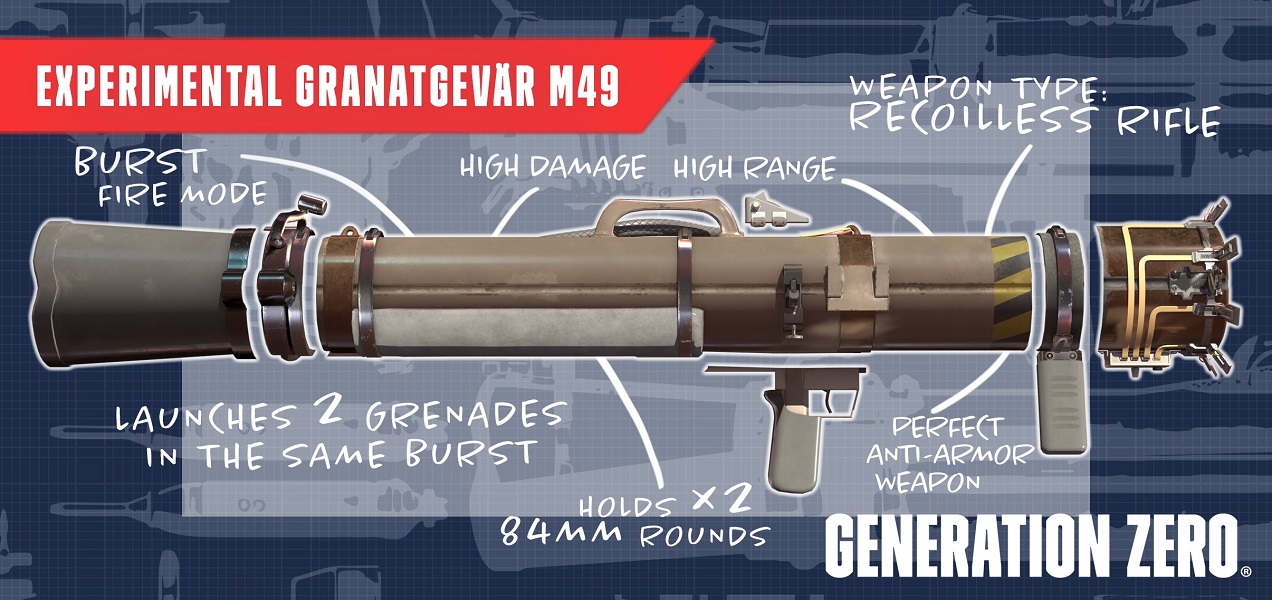 EXPERIMENTAL GRANATGEVÄR M49
WEAPON TYPE:
RECOILLESS RIFLE
BURST
FIRE MODE
HIGH DAMAGE
HIGH RANGE
LAUNCHES 2 GRENADES
IN THE SAME BURST
HOLDS X2
84MM ROUNDS
PERFECT
ANTI-ARMOR
WEAPON
GENERATION ZERO®